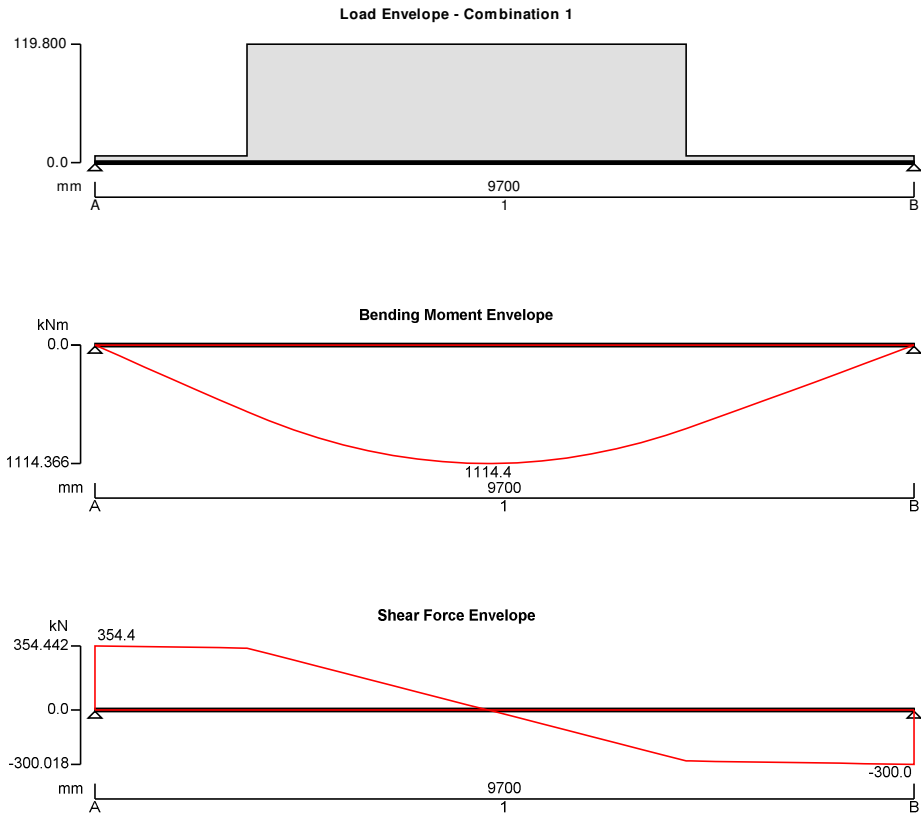 Load Envelope - Combination 1
119.800
0.0
mm
9700
A
1
B
Bending Moment Envelope
kNm
0.0
1114.366
1114.4
mm
9700
A
1
B
Shear Force Envelope
kN
354.442
354.4
0.0
-300.018
-300.0
mm
9700
A
1
B